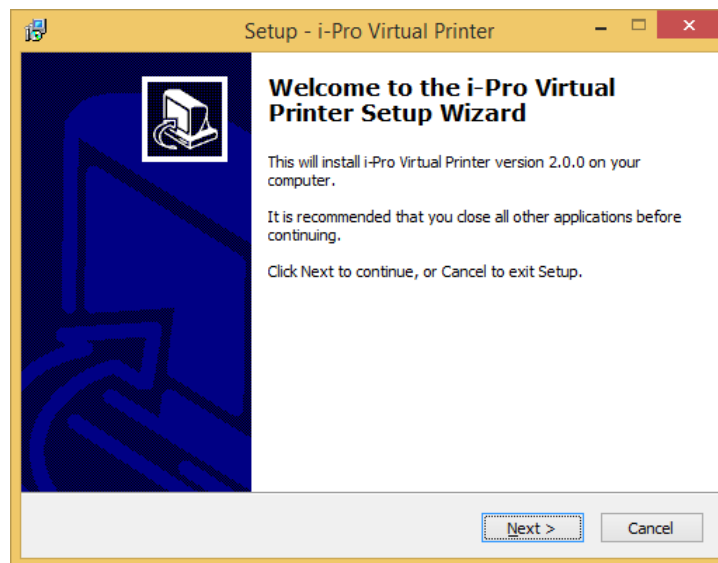 Setup - i-Pro Virtual Printer
Welcome to the i-Pro Virtual
Printer Setup Wizard
This will install i-Pro Virtual Printer version 2.0.0 on your
computer.
It is recommended that you close all other applications before
continuing.
Click Next to continue, or Cancel to exit Setup.
Next >
Cancel